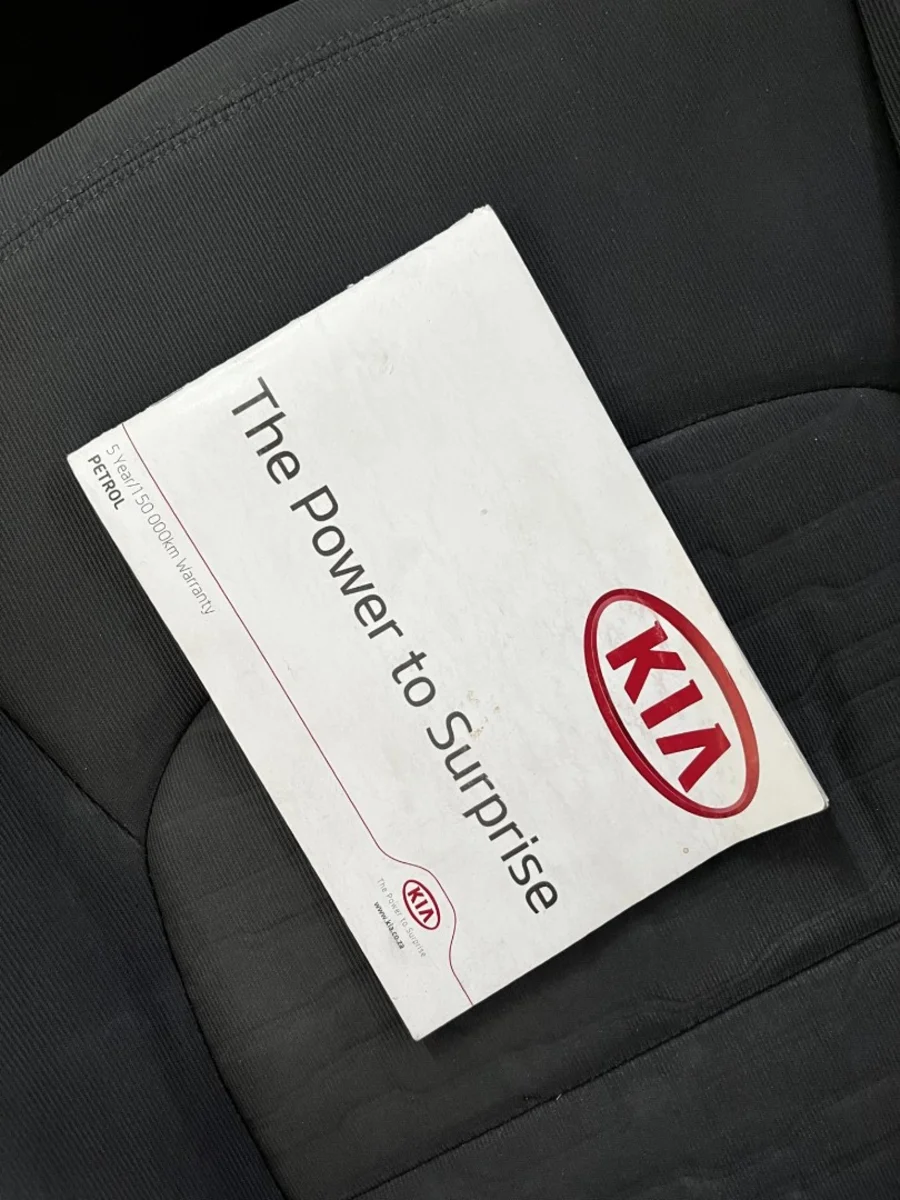 KIA
The Power to Surprise
5 Year/150 000km Warranty
PETROL
KIA
The Power to Surprise
www.kia.co.za